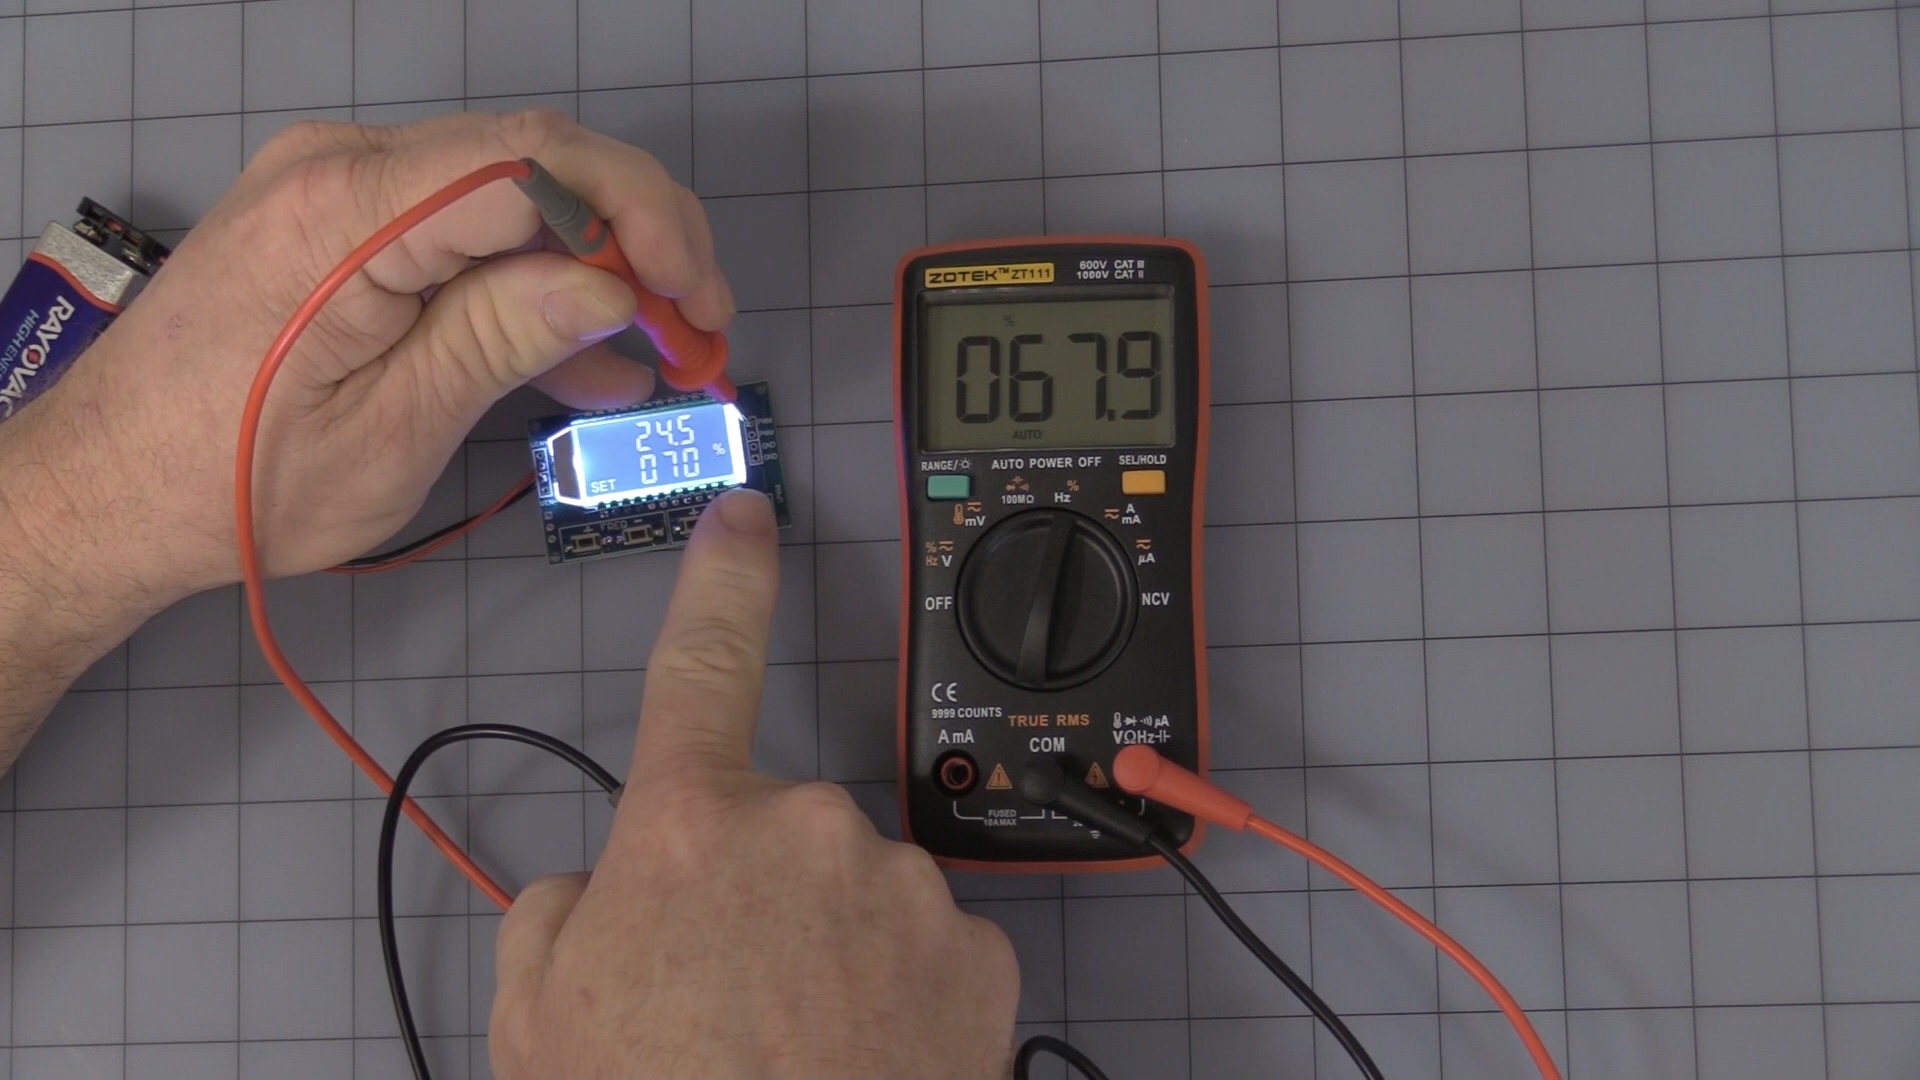 RAYOVAC
24.5
070 %
SET
FREQ
ZOTEK™ ZT111
600V CAT III
1000V CAT II
%
067.9
AUTO
RANGE/
AUTO POWER OFF
SEL/HOLD
100MΩ
Hz %
mV
A
mA
% Hz V
μA
OFF
NCV
CE
9999 COUNTS
TRUE RMS
μA
A mA
COM
VΩHz
FUSED
10A MAX